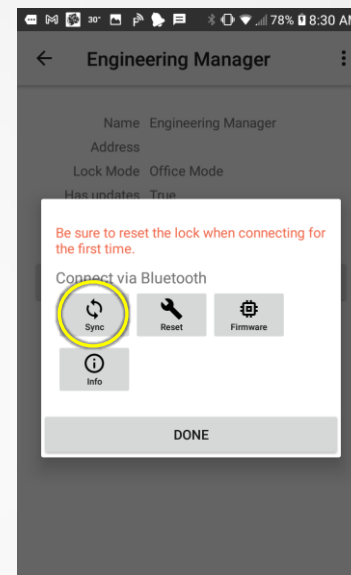 30° 78% 8:30 AM
Engineering Manager
Name Engineering Manager
Address
Lock Mode Office Mode
Has updates True
Be sure to reset the lock when connecting for
the first time.
Connect via Bluetooth
Sync Reset Firmware
Info
DONE